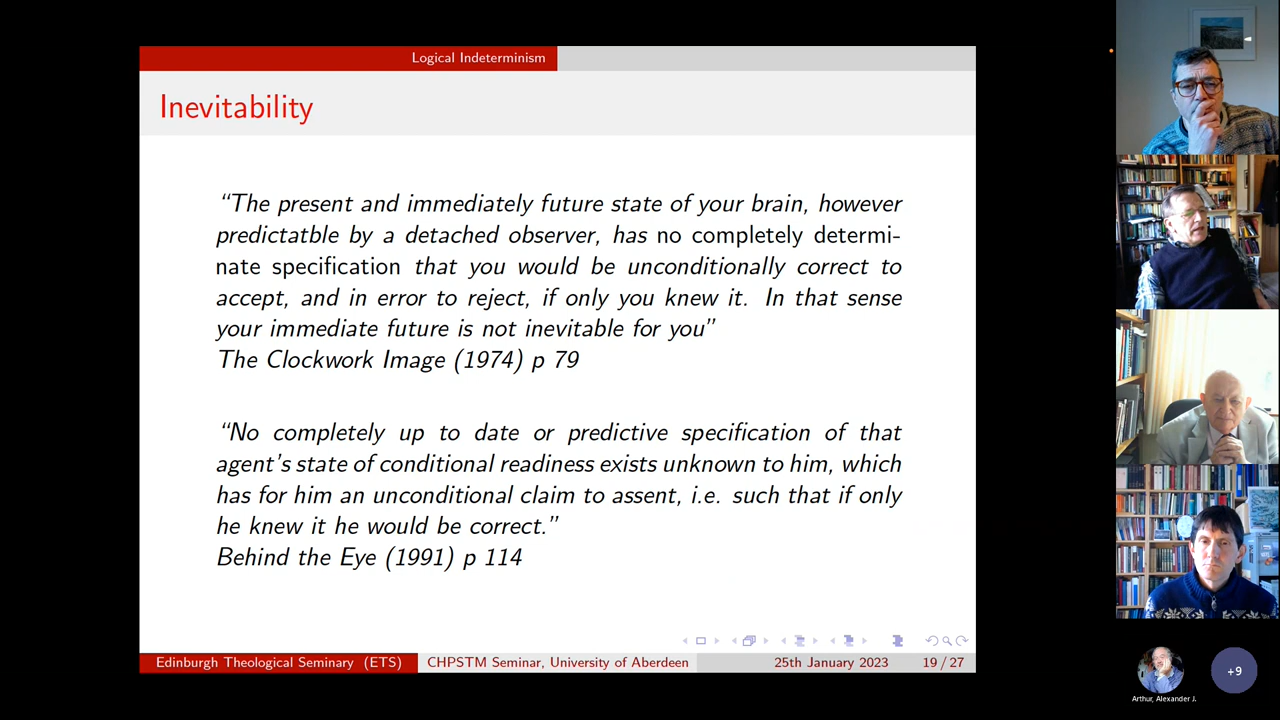 Logical Indeterminism
Inevitability
“The present and immediately future state of your brain, however
predictatble by a detached observer, has no completely determi-
nate specification that you would be unconditionally correct to
accept, and in error to reject, if only you knew it. In that sense
your immediate future is not inevitable for you”
The Clockwork Image (1974) p 79
“No completely up to date or predictive specification of that
agent’s state of conditional readiness exists unknown to him, which
has for him an unconditional claim to assent, i.e. such that if only
he knew it he would be correct.”
Behind the Eye (1991) p 114
Edinburgh Theological Seminary (ETS) CHPSTM Seminar, University of Aberdeen 25th January 2023 19 / 27
Arthur, Alexander J.
+9